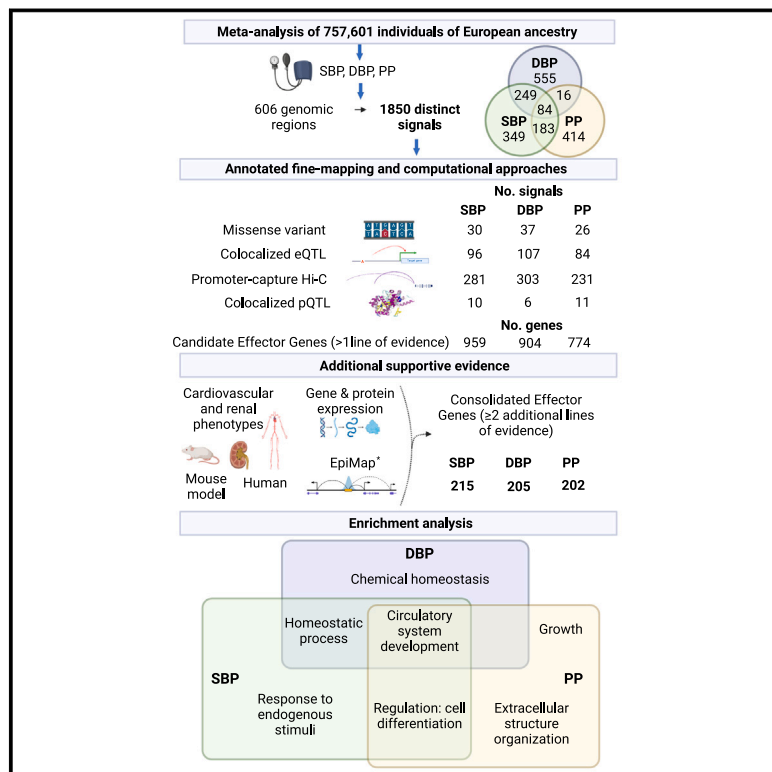 Meta-analysis of 757,601 individuals of European ancestry
SBP, DBP, PP
606 genomic
regions
1850 distinct
signals
DBP
555
249
16
84
SBP
349
183
PP
414
Annotated fine-mapping and computational approaches
No. signals
SBP DBP PP
Missense variant 30 37 26
Colocalized eQTL 96 107 84
Promoter-capture Hi-C 281 303 231
Colocalized pQTL 10 6 11
No. genes
Candidate Effector Genes (>1line of evidence) 959 904 774
Additional supportive evidence
Cardiovascular
and renal
phenotypes
Mouse
model
Human
Gene & protein
expression
EpiMap*
Consolidated Effector
Genes (≥2 additional lines
of evidence)
SBP DBP PP
215 205 202
Enrichment analysis
DBP
Chemical homeostasis
Homeostatic
process
Circulatory
system
development
Growth
SBP
PP
Response to
endogenous
stimuli
Regulation: cell
differentiation
Extracellular
structure
organization